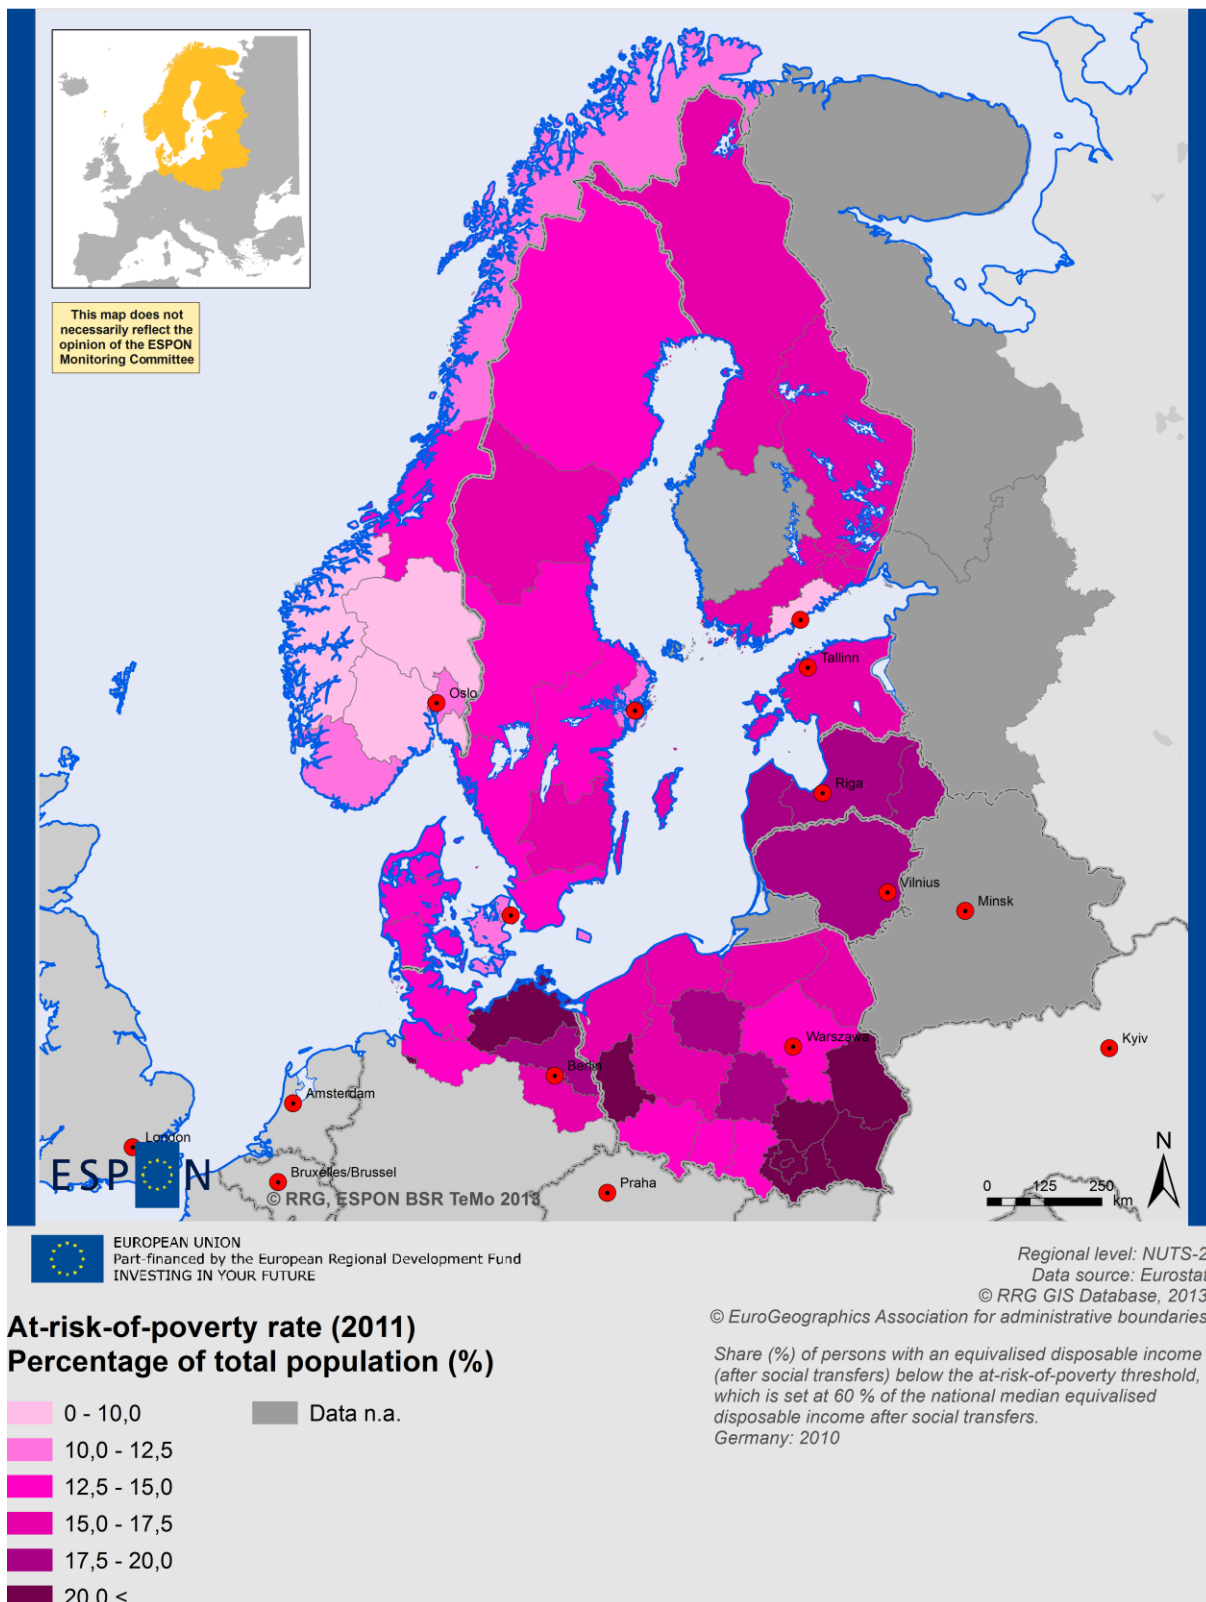 This map does not
necessarily reflect the
opinion of the ESPON
Monitoring Committee
Oslo
Tallinn
Riga
Vilnius
Minsk
Warszawa
Kyiv
Berlin
Amsterdam
London
Bruxelles/Brussel
Praha
ESPON
© RRG, ESPON BSR TeMo 2013
N
0 125 250
km
EUROPEAN UNION
Part-financed by the European Regional Development Fund
INVESTING IN YOUR FUTURE
Regional level: NUTS-2
Data source: Eurostat
© RRG GIS Database, 2013
© EuroGeographics Association for administrative boundaries
At-risk-of-poverty rate (2011)
Percentage of total population (%)
Share (%) of persons with an equivalised disposable income
(after social transfers) below the at-risk-of-poverty threshold,
which is set at 60 % of the national median equivalised
disposable income after social transfers.
Germany: 2010
0 - 10,0
Data n.a.
10,0 - 12,5
12,5 - 15,0
15,0 - 17,5
17,5 - 20,0
20,0 <